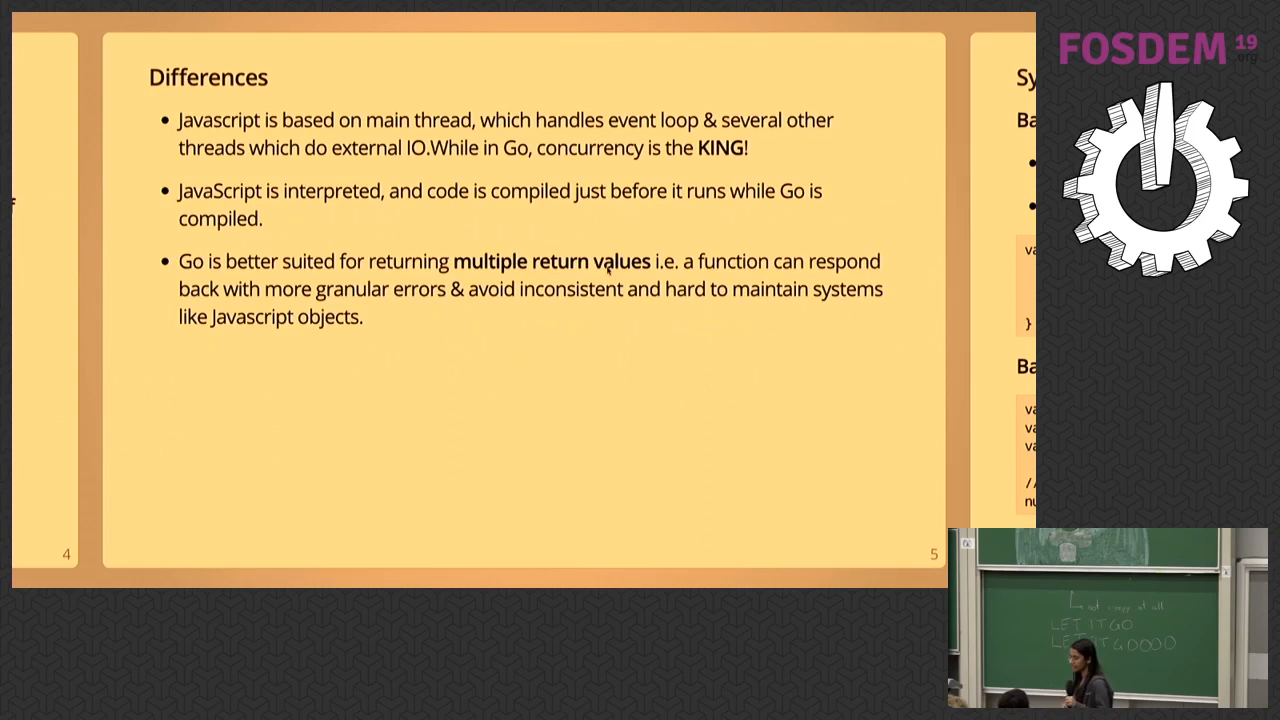 FOSDEM 19
.org
Differences
Javascript is based on main thread, which handles event loop & several other
threads which do external IO.While in Go, concurrency is the KING!
JavaScript is interpreted, and code is compiled just before it runs while Go is
compiled.
Go is better suited for returning multiple return values i.e. a function can respond
back with more granular errors & avoid inconsistent and hard to maintain systems
like Javascript objects.
4
5
Sy
Ba
va
}
Ba
va
va
va
//
nu
not at all
LET IT GO
LET IT GOOOO